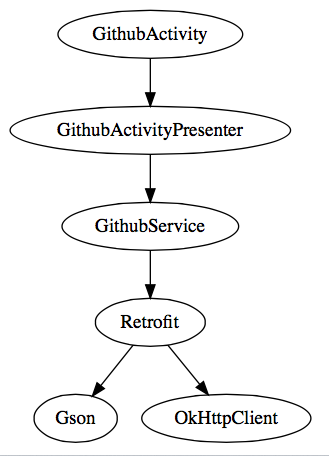 GithubActivity
GithubActivityPresenter
GithubService
Retrofit
Gson
OkHttpClient